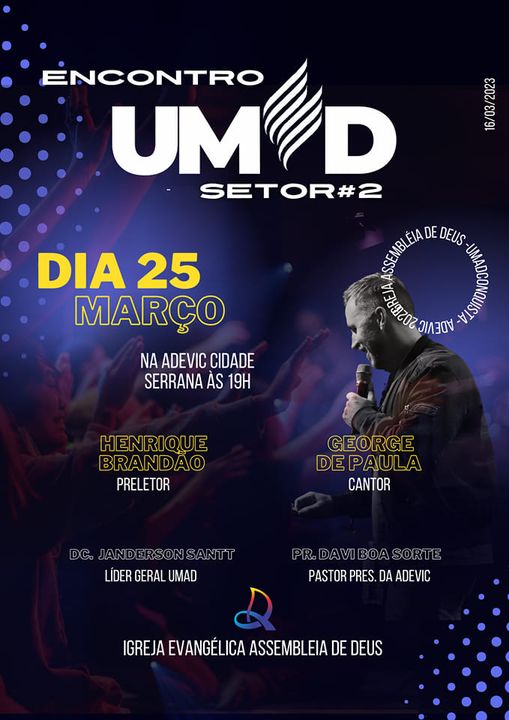 ENCONTRO
UMAD
SETOR#2
16/03/2023
IGREJA ASSEMBLÉIA DE DEUS -UMADCONQUISTA- ADEVIC
DIA 25
MARÇO
NA ADEVIC CIDADE
SERRANA ÀS 19H
HENRIQUE
BRANDÃO
PRELETOR
GEORGE
DE PAULA
CANTOR
DC. JANDERSON SANTT
LÍDER GERAL UMAD
PR. DAVI BOA SORTE
PASTOR PRES. DA ADEVIC
IGREJA EVANGÉLICA ASSEMBLEIA DE DEUS